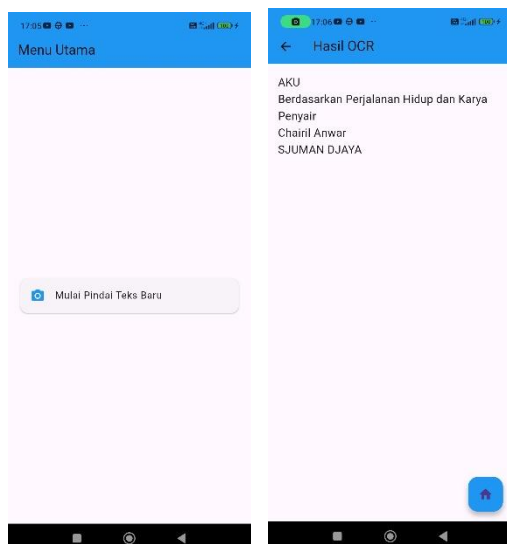 17:05
Menu Utama
Mulai Pindai Teks Baru
17:06
Hasil OCR
AKU
Berdasarkan Perjalanan Hidup dan Karya
Penyair
Chairil Anwar
SJUMAN DJAYA